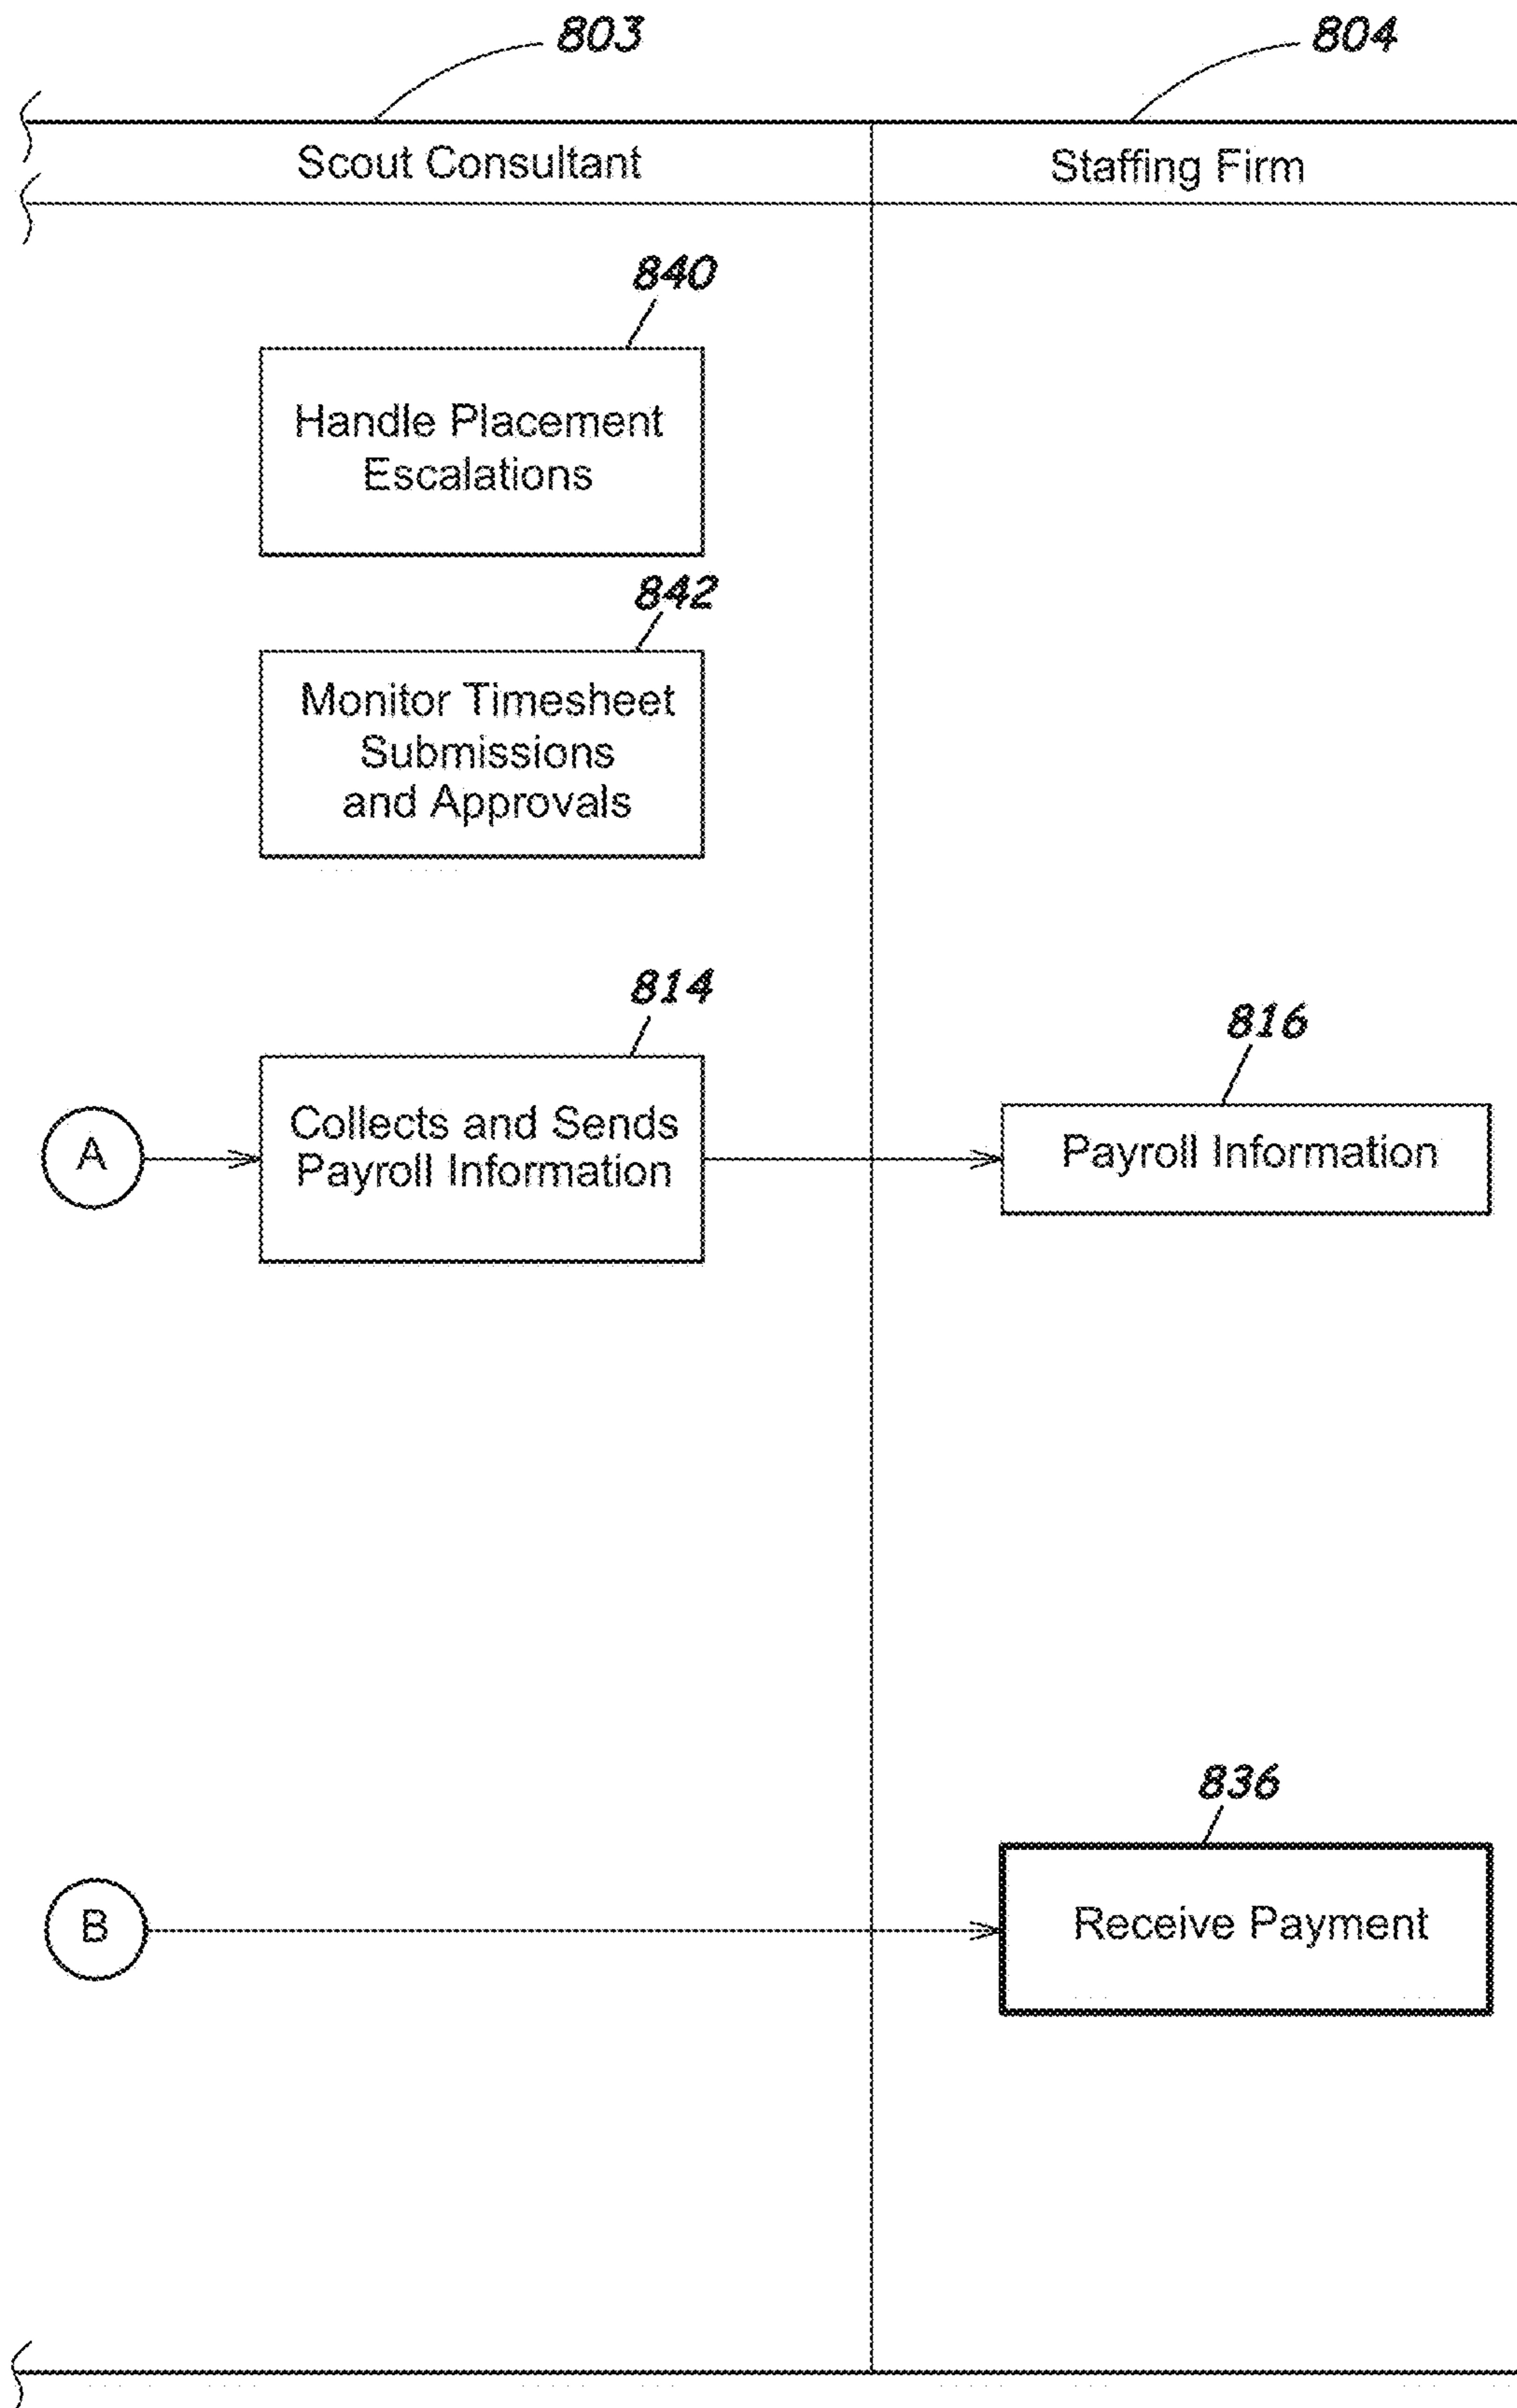 803
804
Scout Consultant
Staffing Firm
840
Handle Placement
Escalations
842
Monitor Timesheet
Submissions
and Approvals
814
816
A
Collects and Sends
Payroll Information
Payroll Information
836
B
Receive Payment